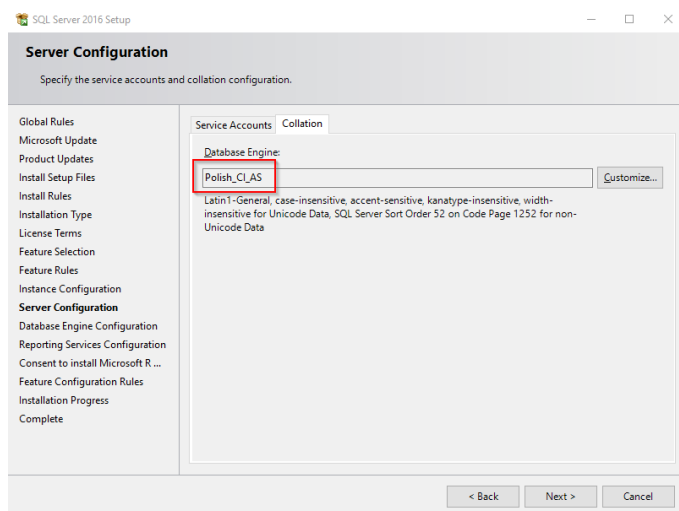 SQL Server 2016 Setup
Server Configuration
Specify the service accounts and collation configuration.
Global Rules
Microsoft Update
Product Updates
Install Setup Files
Install Rules
Installation Type
License Terms
Feature Selection
Feature Rules
Instance Configuration
Server Configuration
Database Engine Configuration
Reporting Services Configuration
Consent to install Microsoft R ...
Feature Configuration Rules
Installation Progress
Complete
Service Accounts Collation
Database Engine:
Polish_CI_AS
Customize...
Latin1-General, case-insensitive, accent-sensitive, kanatype-insensitive, width-
insensitive for Unicode Data, SQL Server Sort Order 52 on Code Page 1252 for non-
Unicode Data
< Back Next > Cancel